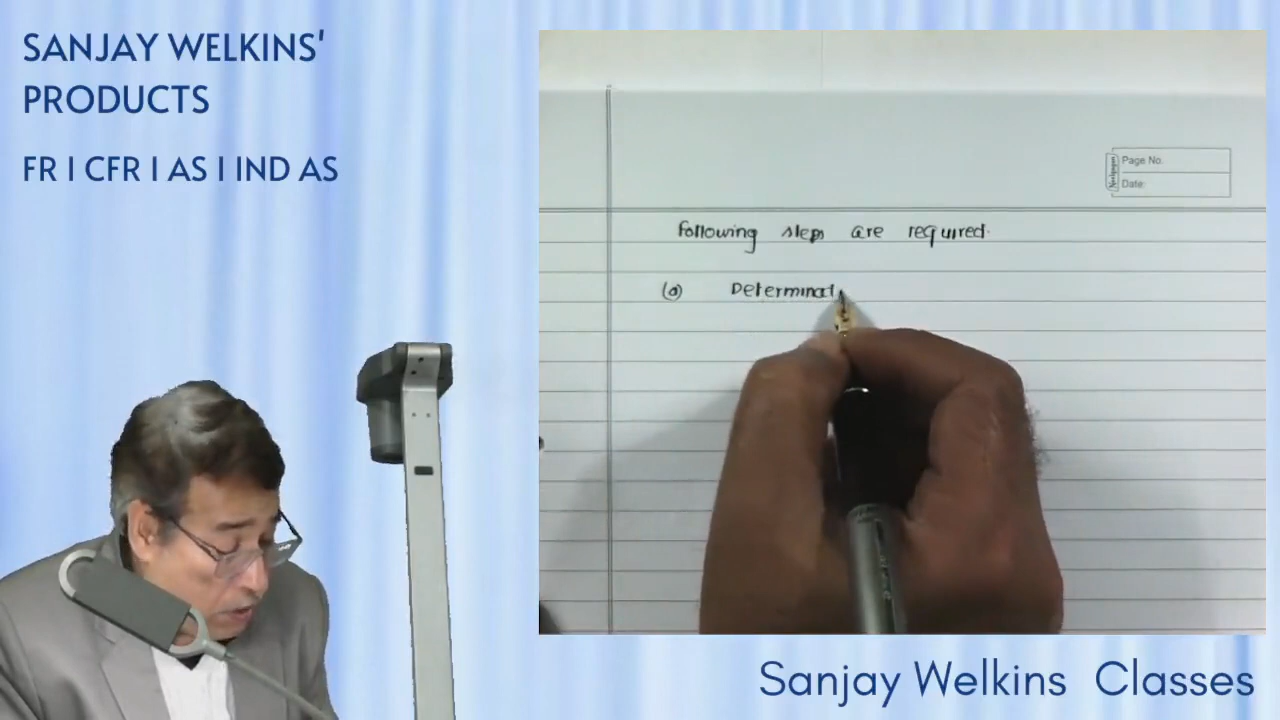 SANJAY WELKINS'
PRODUCTS
FR I CFR I AS I IND AS
Page No.
Date:
Following steps are required.
(a) Determinat
Sanjay Welkins Classes